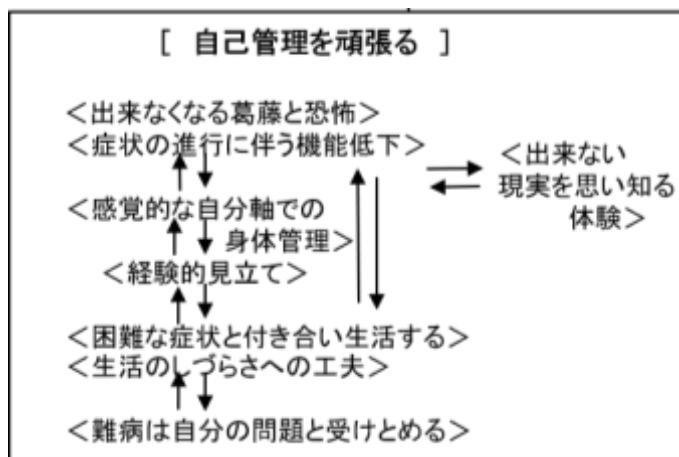 [ 自己管理を頑張る ]
＜出来なくなる葛藤と恐怖＞
＜症状の進行に伴う機能低下＞
＜出来ない
現実を思い知る
体験＞
＜感覚的な自分軸での
身体管理＞
＜経験的見立て＞
＜困難な症状と付き合い生活する＞
＜生活のしづらさへの工夫＞
＜難病は自分の問題と受けとめる＞